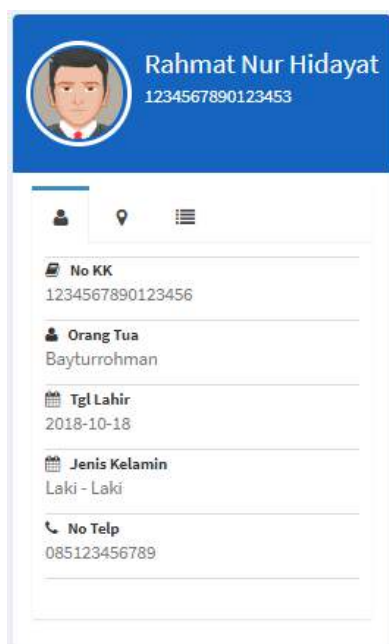 Rahmat Nur Hidayat
1234567890123453
No KK
1234567890123456
Orang Tua
Bayturrohman
Tgl Lahir
2018-10-18
Jenis Kelamin
Laki - Laki
No Telp
085123456789